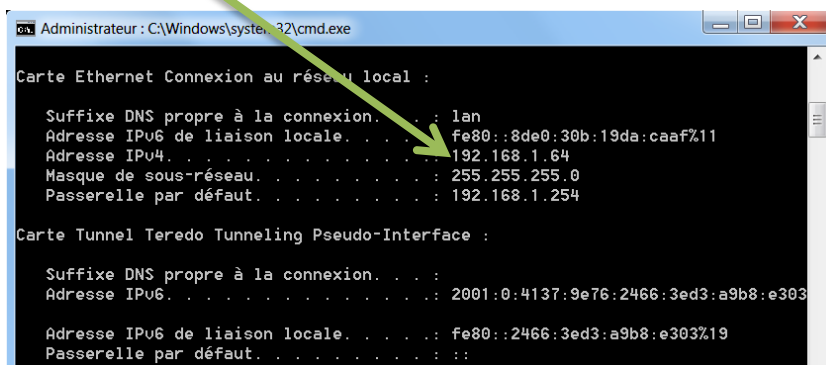 Administrateur : C:\Windows\system32\cmd.exe
Carte Ethernet Connexion au réseau local :
Suffixe DNS propre à la connexion. . . : lan
Adresse IPv6 de liaison locale. . . . .: fe80::8de0:30b:19da:caaf%11
Adresse IPv4. . . . . . . . . . . . . .: 192.168.1.64
Masque de sous-réseau. . . . . . . . . : 255.255.255.0
Passerelle par défaut. . . . . . . . . : 192.168.1.254
Carte Tunnel Teredo Tunneling Pseudo-Interface :
Suffixe DNS propre à la connexion. . . :
Adresse IPv6. . . . . . . . . . . . . .: 2001:0:4137:9e76:2466:3ed3:a9b8:e303
Adresse IPv6 de liaison locale. . . . .: fe80::2466:3ed3:a9b8:e303%19
Passerelle par défaut. . . . . . . . . : ::